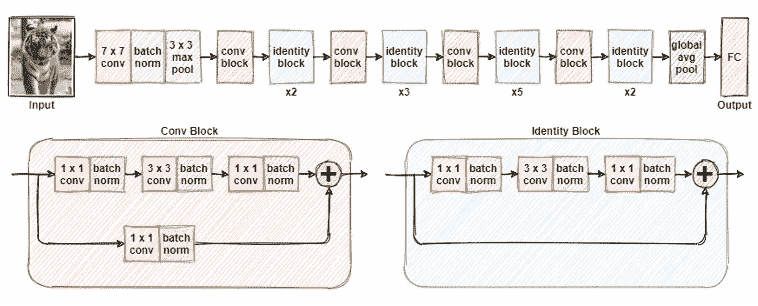 7 x 7 conv
batch norm
3 x 3 max pool
conv block
identity block
conv block
identity block
conv block
identity block
conv block
identity block
global avg pool
FC
Input
x2
x3
x5
x2
Output
Conv Block
1 x 1 conv
batch norm
3 x 3 conv
batch norm
1 x 1 conv
batch norm
+
1 x 1 conv
batch norm
Identity Block
1 x 1 conv
batch norm
3 x 3 conv
batch norm
1 x 1 conv
batch norm
+